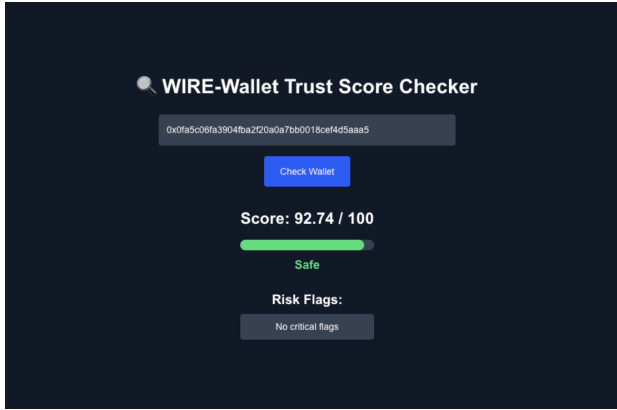 WIRE-Wallet Trust Score Checker
0x0fa5c06fa3904fba2f20a0a7bb0018cef4d5aaa5
Check Wallet
Score: 92.74 / 100
Safe
Risk Flags:
No critical flags